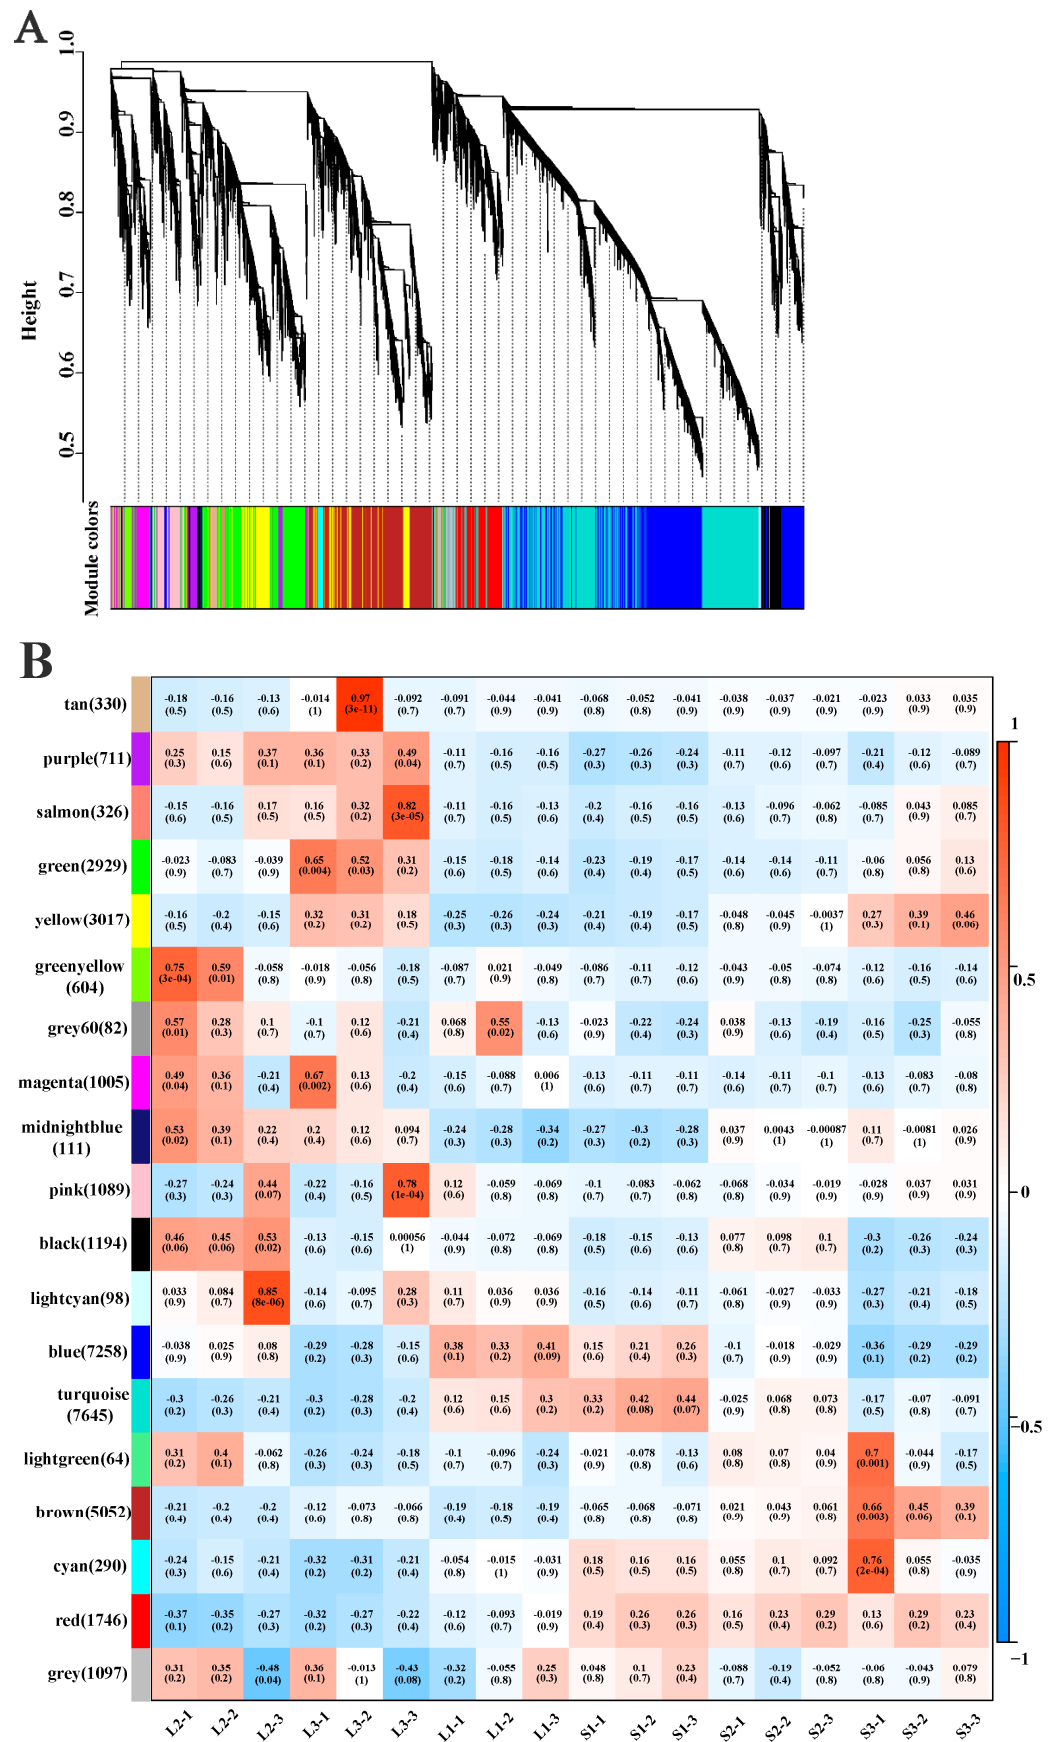 A
1.0
0.9
0.8
0.7
0.6
0.5
Height
Module colors
B
tan(330) -0.18 -0.16 -0.13 -0.014 0.97 -0.092 -0.091 -0.044 -0.041 -0.068 -0.052 -0.041 -0.038 -0.037 -0.021 -0.023 0.033 0.035
(0.5) (0.5) (0.6) (1) (3e-11) (0.7) (0.7) (0.9) (0.9) (0.8) (0.8) (0.9) (0.9) (0.9) (0.9) (0.9) (0.9) (0.9)
purple(711) 0.25 0.15 0.37 0.36 0.33 0.49 -0.11 -0.16 -0.16 -0.27 -0.26 -0.24 -0.11 -0.12 -0.097 -0.21 -0.12 -0.089
(0.3) (0.6) (0.1) (0.1) (0.2) (0.04) (0.7) (0.5) (0.5) (0.3) (0.3) (0.3) (0.7) (0.6) (0.7) (0.4) (0.6) (0.7)
salmon(326) -0.15 -0.16 0.17 0.16 0.32 0.82 -0.11 -0.16 -0.13 -0.2 -0.16 -0.16 -0.13 -0.096 -0.062 -0.085 0.043 0.085
(0.6) (0.5) (0.5) (0.5) (0.2) (3e-05) (0.7) (0.5) (0.6) (0.4) (0.5) (0.5) (0.6) (0.7) (0.8) (0.7) (0.9) (0.7)
green(2929) -0.023 -0.083 -0.039 0.65 0.52 0.31 -0.15 -0.18 -0.14 -0.23 -0.19 -0.17 -0.14 -0.14 -0.11 -0.06 0.056 0.13
(0.9) (0.7) (0.9) (0.004) (0.03) (0.2) (0.6) (0.5) (0.6) (0.4) (0.4) (0.5) (0.6) (0.6) (0.7) (0.8) (0.8) (0.6)
yellow(3017) -0.16 -0.2 -0.15 0.32 0.31 0.18 -0.25 -0.26 -0.24 -0.21 -0.19 -0.17 -0.048 -0.045 -0.0037 0.27 0.39 0.46
(0.5) (0.4) (0.6) (0.2) (0.2) (0.5) (0.3) (0.3) (0.3) (0.4) (0.4) (0.5) (0.8) (0.9) (1) (0.3) (0.1) (0.06)
greenyellow 0.75 0.59 -0.058 -0.018 -0.056 -0.18 -0.087 0.021 -0.049 -0.086 -0.11 -0.12 -0.043 -0.05 -0.074 -0.12 -0.16 -0.14
(604) (3e-04) (0.01) (0.8) (0.9) (0.8) (0.5) (0.7) (0.9) (0.8) (0.7) (0.7) (0.6) (0.9) (0.8) (0.8) (0.6) (0.5) (0.6)
grey60(82) 0.57 0.28 0.1 -0.1 0.12 -0.21 0.068 0.55 -0.13 -0.023 -0.22 -0.24 0.038 -0.13 -0.19 -0.16 -0.25 -0.055
(0.01) (0.3) (0.7) (0.7) (0.6) (0.4) (0.8) (0.02) (0.6) (0.9) (0.4) (0.3) (0.9) (0.6) (0.4) (0.5) (0.3) (0.8)
magenta(1005) 0.49 0.36 -0.21 0.67 0.13 -0.2 -0.15 -0.088 0.006 -0.13 -0.11 -0.11 -0.14 -0.11 -0.1 -0.13 -0.083 -0.08
(0.04) (0.1) (0.4) (0.002) (0.6) (0.4) (0.6) (0.7) (1) (0.6) (0.7) (0.7) (0.6) (0.7) (0.7) (0.6) (0.7) (0.8)
midnightblue 0.53 0.39 0.22 0.2 0.12 0.094 -0.24 -0.28 -0.34 -0.27 -0.3 -0.28 0.037 0.0043 -0.00087 0.11 -0.0081 0.026
(111) (0.02) (0.1) (0.4) (0.4) (0.6) (0.7) (0.3) (0.3) (0.2) (0.3) (0.2) (0.3) (0.9) (1) (1) (0.7) (1) (0.9)
pink(1089) -0.27 -0.24 0.44 -0.22 -0.16 0.78 0.12 -0.059 -0.069 -0.1 -0.083 -0.062 -0.068 -0.034 -0.019 -0.028 0.037 0.031
(0.3) (0.3) (0.07) (0.4) (0.5) (1e-04) (0.6) (0.8) (0.8) (0.7) (0.7) (0.8) (0.8) (0.9) (0.9) (0.9) (0.9) (0.9)
black(1194) 0.46 0.45 0.53 -0.13 -0.15 0.00056 -0.044 -0.072 -0.069 -0.18 -0.15 -0.13 0.077 0.098 0.1 -0.3 -0.26 -0.24
(0.06) (0.06) (0.02) (0.6) (0.6) (1) (0.9) (0.8) (0.8) (0.5) (0.6) (0.6) (0.8) (0.7) (0.7) (0.2) (0.3) (0.3)
lightcyan(98) 0.033 0.084 0.85 -0.14 -0.095 0.28 0.11 0.036 0.036 -0.16 -0.14 -0.11 -0.061 -0.027 -0.033 -0.27 -0.21 -0.18
(0.9) (0.7) (8e-06) (0.6) (0.7) (0.3) (0.7) (0.9) (0.9) (0.5) (0.6) (0.7) (0.8) (0.9) (0.9) (0.3) (0.4) (0.5)
blue(7258) -0.038 0.025 0.08 -0.29 -0.28 -0.15 0.38 0.33 0.41 0.15 0.21 0.26 -0.1 -0.018 -0.029 -0.36 -0.29 -0.29
(0.9) (0.9) (0.8) (0.2) (0.3) (0.6) (0.1) (0.2) (0.09) (0.6) (0.4) (0.3) (0.7) (0.9) (0.9) (0.1) (0.2) (0.2)
turquoise -0.3 -0.26 -0.21 -0.3 -0.28 -0.2 0.12 0.15 0.3 0.33 0.42 0.44 -0.025 0.068 0.073 -0.17 -0.07 -0.091
(7645) (0.2) (0.3) (0.4) (0.2) (0.3) (0.4) (0.6) (0.6) (0.2) (0.2) (0.08) (0.07) (0.9) (0.8) (0.8) (0.5) (0.8) (0.7)
lightgreen(64) 0.31 0.4 -0.062 -0.26 -0.24 -0.18 -0.1 -0.096 -0.24 -0.021 -0.078 -0.13 0.08 0.07 0.04 0.7 -0.044 -0.17
(0.2) (0.1) (0.8) (0.3) (0.3) (0.5) (0.7) (0.7) (0.3) (0.9) (0.8) (0.6) (0.8) (0.8) (0.9) (0.001) (0.9) (0.5)
brown(5052) -0.21 -0.2 -0.2 -0.12 -0.073 -0.066 -0.19 -0.18 -0.19 -0.065 -0.068 -0.071 0.021 0.043 0.061 0.66 0.45 0.39
(0.4) (0.4) (0.4) (0.6) (0.8) (0.8) (0.4) (0.5) (0.4) (0.8) (0.8) (0.8) (0.9) (0.9) (0.8) (0.003) (0.06) (0.1)
cyan(290) -0.24 -0.15 -0.21 -0.32 -0.31 -0.21 -0.054 -0.015 -0.031 0.18 0.16 0.16 0.055 0.1 0.092 0.76 0.055 -0.035
(0.3) (0.6) (0.4) (0.2) (0.2) (0.4) (0.8) (1) (0.9) (0.5) (0.5) (0.5) (0.8) (0.7) (0.7) (2e-04) (0.8) (0.9)
red(1746) -0.37 -0.35 -0.27 -0.32 -0.27 -0.22 -0.12 -0.093 -0.019 0.19 0.26 0.26 0.16 0.23 0.29 0.13 0.29 0.23
(0.1) (0.2) (0.3) (0.2) (0.3) (0.4) (0.6) (0.7) (0.9) (0.4) (0.3) (0.3) (0.5) (0.4) (0.2) (0.6) (0.2) (0.4)
grey(1097) 0.31 0.35 -0.48 0.36 -0.013 -0.43 -0.32 -0.055 0.25 0.048 0.1 0.23 -0.088 -0.19 -0.052 -0.06 -0.043 0.079
(0.2) (0.2) (0.04) (0.1) (1) (0.08) (0.2) (0.8) (0.3) (0.8) (0.7) (0.4) (0.7) (0.4) (0.8) (0.8) (0.9) (0.8)
L2-1 L2-2 L2-3 L3-1 L3-2 L3-3 L1-1 L1-2 L1-3 S1-1 S1-2 S1-3 S2-1 S2-2 S2-3 S3-1 S3-2 S3-3
1
0.5
0
-0.5
-1